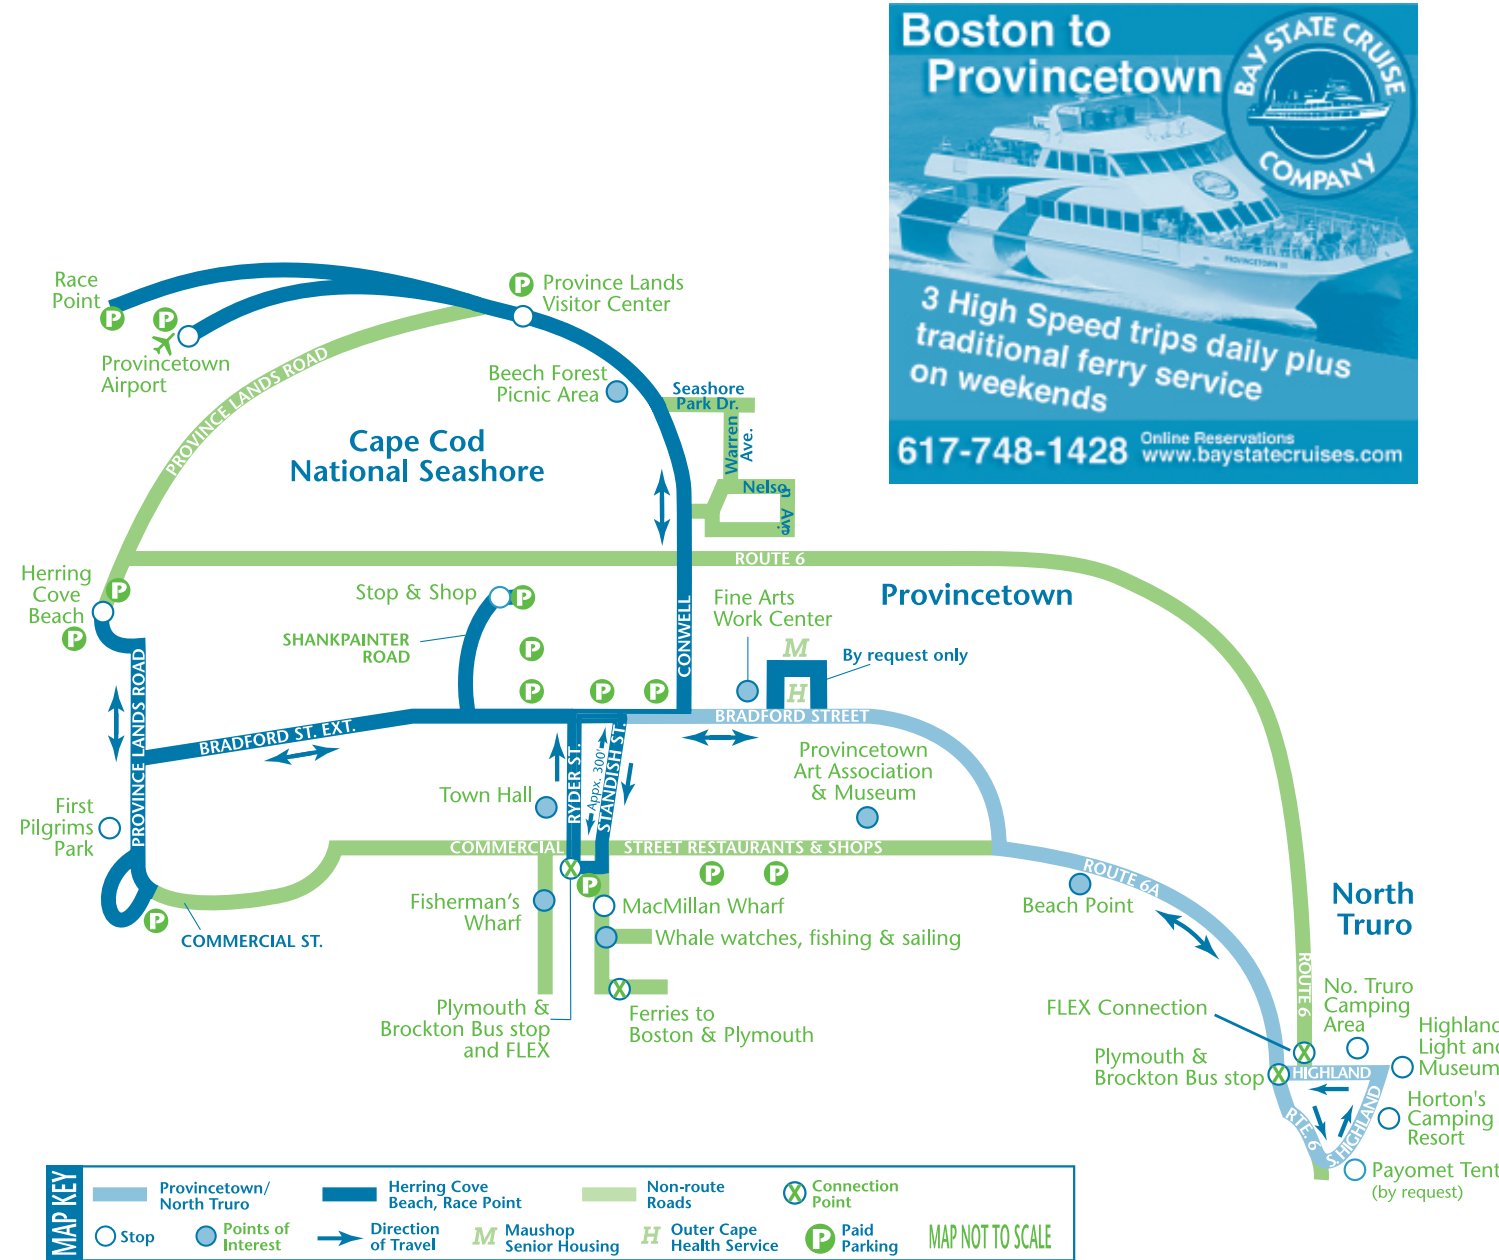 Boston to
Provincetown
BAY STATE CRUISE
COMPANY
PROVINCETOWN III
3 High Speed trips daily plus
traditional ferry service
on weekends
617-748-1428
Online Reservations
www.baystatecruises.com
Race
Point
P
P
Provincetown
Airport
P
Province Lands
Visitor Center
PROVINCE LANDS ROAD
Beech Forest
Picnic Area
Seashore
Park Dr.
Warren
Ave.
Nelson Ave.
Cape Cod
National Seashore
ROUTE 6
Herring
Cove
Beach
P
P
Stop & Shop
P
SHANKPAINTER
ROAD
P
P
P
P
CONWELL
Fine Arts
Work Center
Provincetown
M
H
By request only
PROVINCE LANDS ROAD
BRADFORD ST. EXT.
BRADFORD STREET
RYDER ST.
Appx. 300'
STANDISH ST.
Provincetown
Art Association
& Museum
Town Hall
First
Pilgrims
Park
COMMERCIAL
STREET RESTAURANTS & SHOPS
X
P
P
P
ROUTE 6A
Beach Point
North
Truro
Fisherman's
Wharf
MacMillan Wharf
P
COMMERCIAL ST.
Whale watches, fishing & sailing
X
Plymouth &
Brockton Bus stop
and FLEX
Ferries to
Boston & Plymouth
ROUTE 6
FLEX Connection
No. Truro
Camping
Area
Highland
Light and
Museum
X
Plymouth &
Brockton Bus stop
X
HIGHLAND
RTE. 6
S. HIGHLAND
Horton's
Camping
Resort
Payomet Tent
(by request)
MAP KEY
Provincetown/
North Truro
Herring Cove
Beach, Race Point
Non-route
Roads
X
Connection
Point
Stop
Points of
Interest
Direction
of Travel
M
Maushop
Senior Housing
H
Outer Cape
Health Service
P
Paid
Parking
MAP NOT TO SCALE